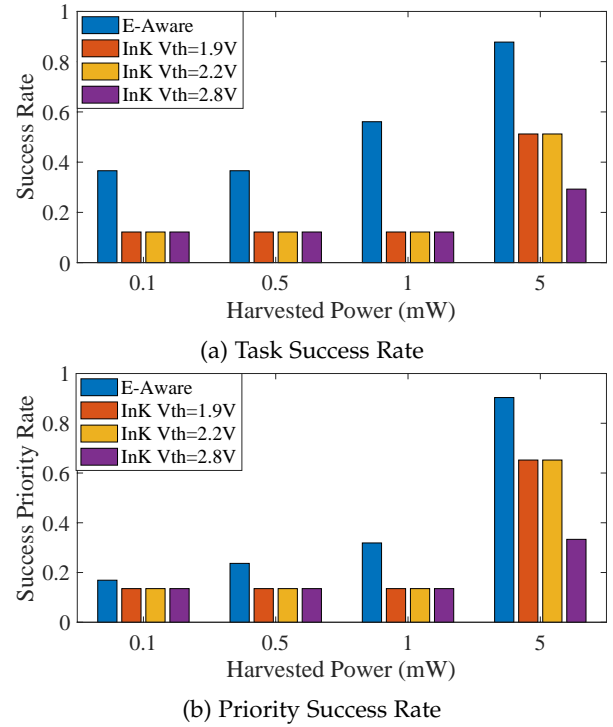 1
0.8
0.6
0.4
0.2
0
Success Rate
E-Aware
InK Vth=1.9V
InK Vth=2.2V
InK Vth=2.8V
0.1 0.5 1 5
Harvested Power (mW)
(a) Task Success Rate
1
0.8
0.6
0.4
0.2
0
Success Priority Rate
E-Aware
InK Vth=1.9V
InK Vth=2.2V
InK Vth=2.8V
0.1 0.5 1 5
Harvested Power (mW)
(b) Priority Success Rate